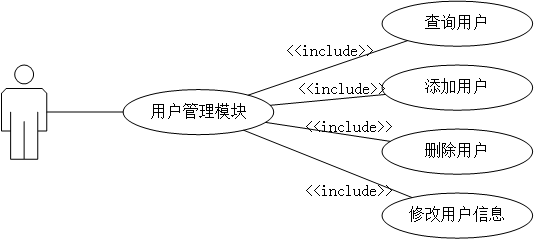 查询用户
<<include>>
<<include>>
添加用户
用户管理模块
<<include>>
删除用户
<<include>>
修改用户信息